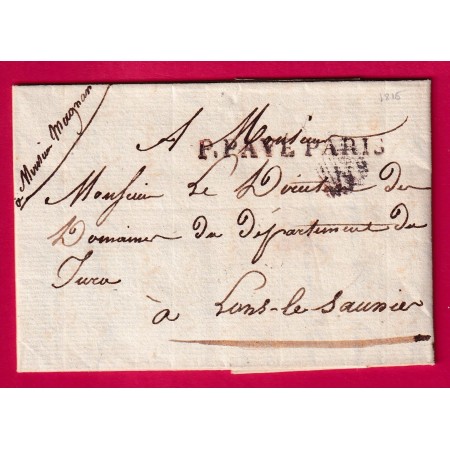 1816
à Monsieur Magnan
A Monsieur
P.PAYE PARIS
Monsieur Le Directeur des
Domaines du département du
Jura
à Lons-le-Saunier